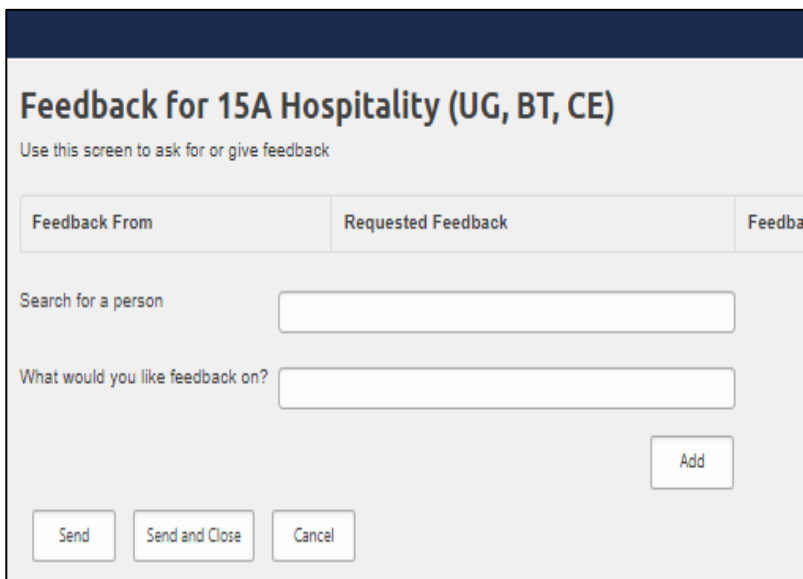 Feedback for 15A Hospitality (UG, BT, CE)
Use this screen to ask for or give feedback
Feedback From Requested Feedback Feedba
Search for a person
What would you like feedback on?
Add
Send Send and Close Cancel